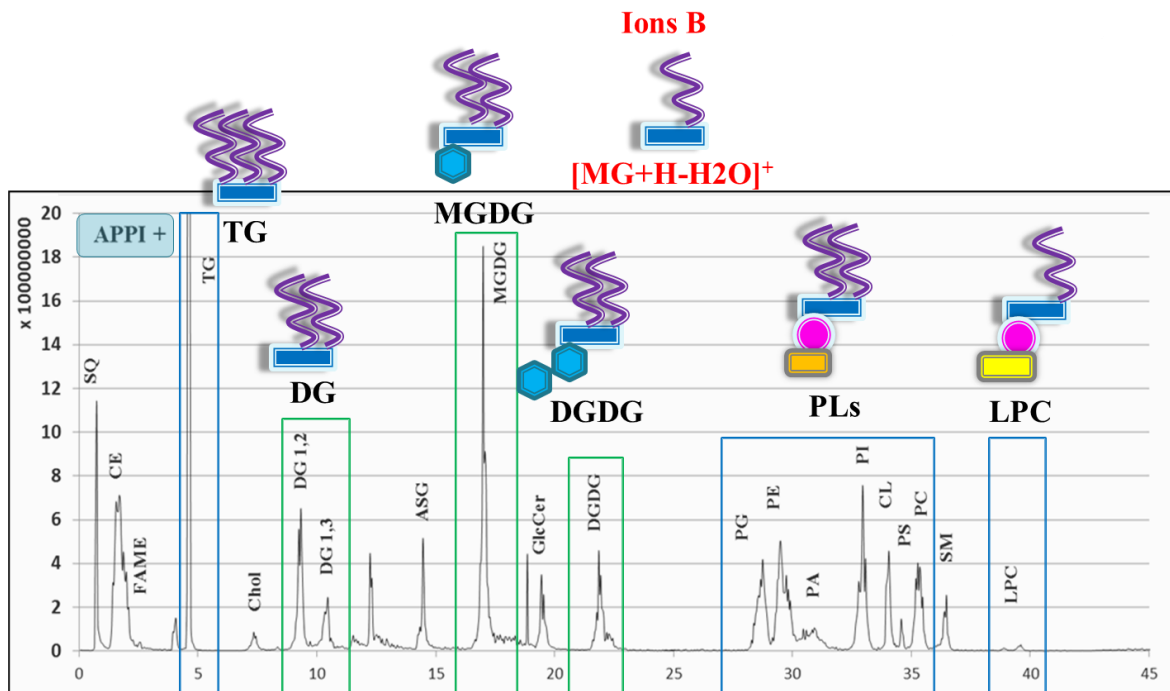 Ions B
[MG+H-H2O]+
TG
MGDG
DG
DGDG
PLs
LPC
APPI +
x 100000000
20
18
16
14
12
10
8
6
4
2
0
SQ
CE
FAME
TG
Chol
DG 1,2
DG 1,3
ASG
MGDG
GlcCer
DGDG
PG
PE
PA
PI
CL
PS
PC
SM
LPC
0 5 10 15 20 25 30 35 40 45